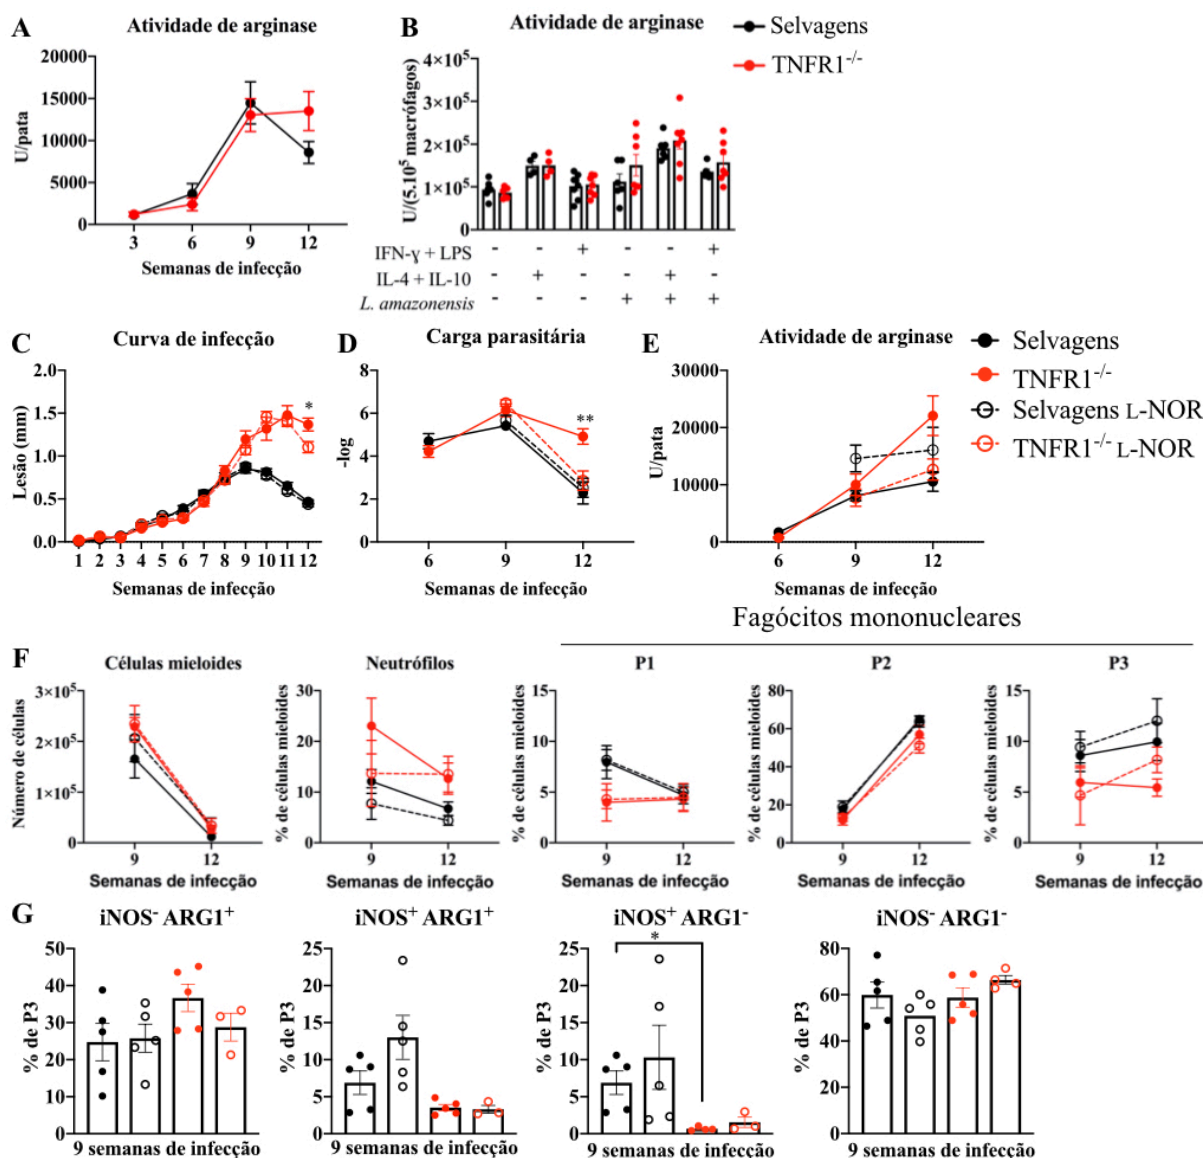 A
Atividade de arginase
U/pata
20000
15000
10000
5000
0
3 6 9 12
Semanas de infecção
B
Atividade de arginase
U/(5.10⁵ macrófagos)
4×10⁵
3×10⁵
2×10⁵
1×10⁵
0
IFN-ɣ + LPS - - + - - +
IL-4 + IL-10 - + - - + -
L. amazonensis - - - + + +
Selvagens
TNFR1⁻/⁻
C
Curva de infecção
Lesão (mm)
2.0
1.5
1.0
0.5
0.0
*
1 2 3 4 5 6 7 8 9 10 11 12
Semanas de infecção
D
Carga parasitária
-log
8
6
4
2
0
**
6 9 12
Semanas de infecção
E
Atividade de arginase
U/pata
30000
20000
10000
0
6 9 12
Semanas de infecção
Selvagens
TNFR1⁻/⁻
Selvagens L-NOR
TNFR1⁻/⁻ L-NOR
Fagócitos mononucleares
F
Células mieloides
Número de células
3×10⁵
2×10⁵
1×10⁵
0
9 12
Semanas de infecção
Neutrófilos
% de células mieloides
30
20
10
0
9 12
Semanas de infecção
P1
% de células mieloides
15
10
5
0
9 12
Semanas de infecção
P2
% de células mieloides
80
60
40
20
0
9 12
Semanas de infecção
P3
% de células mieloides
15
10
5
0
9 12
Semanas de infecção
G
iNOS⁻ ARG1⁺
% de P3
50
40
30
20
10
0
9 semanas de infecção
iNOS⁺ ARG1⁺
% de P3
25
20
15
10
5
0
9 semanas de infecção
iNOS⁺ ARG1⁻
% de P3
25
20
15
10
5
0
*
9 semanas de infecção
iNOS⁻ ARG1⁻
% de P3
100
80
60
40
20
0
9 semanas de infecção